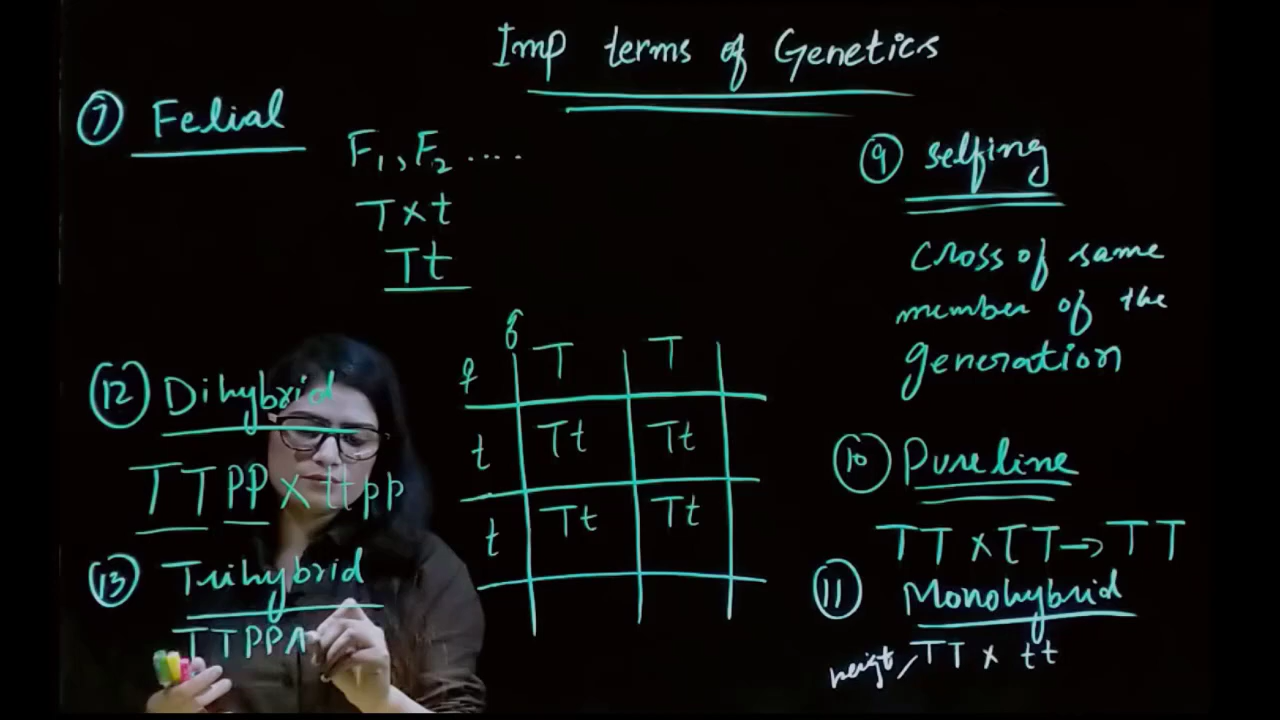 Imp terms of Genetics
7 Felial
F1, F2 ....
T x t
Tt
9 selfing
Cross of same
member of the
generation
♀ ♂ T T
t Tt Tt
t Tt Tt
10 Pureline
TT x TT → TT
11 Monohybrid
heigt, TT x tt
12 Dihybrid
TTPP x ttpp
13 Trihybrid
TTPPA